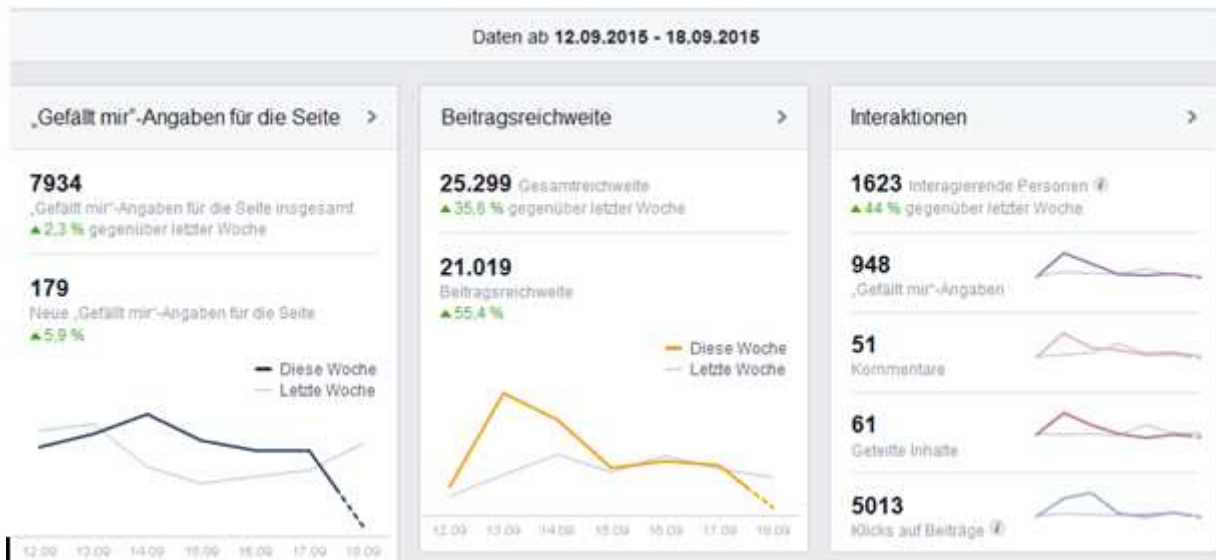 Daten ab 12.09.2015 - 18.09.2015
„Gefällt mir"-Angaben für die Seite >
7934
„Gefällt mir"-Angaben für die Seite insgesamt
▲2,3 % gegenüber letzter Woche
179
Neue „Gefällt mir"-Angaben für die Seite
▲5,9 %
Diese Woche
Letzte Woche
12.09 13.09 14.09 15.09 16.09 17.09 18.09
Beitragsreichweite >
25.299 Gesamtreichweite
▲35,6 % gegenüber letzter Woche
21.019
Beitragsreichweite
▲55,4 %
Diese Woche
Letzte Woche
12.09 13.09 14.09 15.09 16.09 17.09 18.09
Interaktionen >
1623 Interagierende Personen i
▲44 % gegenüber letzter Woche
948
„Gefällt mir"-Angaben
51
Kommentare
61
Geteilte Inhalte
5013
Klicks auf Beiträge i